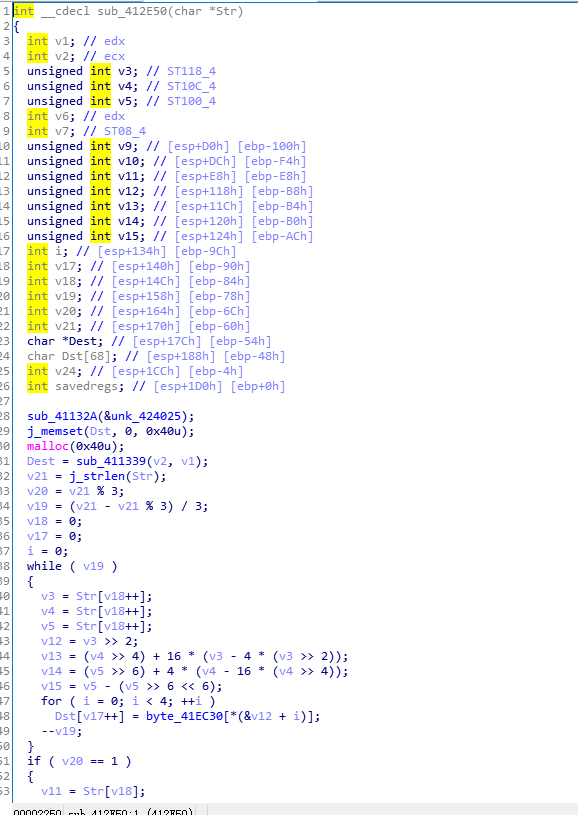 1 int __cdecl sub_412E50(char *Str)
2 {
3 int v1; // edx
4 int v2; // ecx
5 unsigned int v3; // ST118_4
6 unsigned int v4; // ST10C_4
7 unsigned int v5; // ST100_4
8 int v6; // edx
9 int v7; // ST08_4
10 unsigned int v9; // [esp+D0h] [ebp-100h]
11 unsigned int v10; // [esp+DCh] [ebp-F4h]
12 unsigned int v11; // [esp+E8h] [ebp-E8h]
13 unsigned int v12; // [esp+118h] [ebp-B8h]
14 unsigned int v13; // [esp+11Ch] [ebp-B4h]
15 unsigned int v14; // [esp+120h] [ebp-B0h]
16 unsigned int v15; // [esp+124h] [ebp-ACh]
17 int i; // [esp+134h] [ebp-9Ch]
18 int v17; // [esp+140h] [ebp-90h]
19 int v18; // [esp+14Ch] [ebp-84h]
20 int v19; // [esp+158h] [ebp-78h]
21 int v20; // [esp+164h] [ebp-6Ch]
22 int v21; // [esp+170h] [ebp-60h]
23 char *Dest; // [esp+17Ch] [ebp-54h]
24 char Dst[68]; // [esp+188h] [ebp-48h]
25 int v24; // [esp+1CCh] [ebp-4h]
26 int savedregs; // [esp+1D0h] [ebp+0h]
27
28 sub_41132A(&unk_424025);
29 j_memset(Dst, 0, 0x40u);
30 malloc(0x40u);
31 Dest = sub_411339(v2, v1);
32 v21 = j_strlen(Str);
33 v20 = v21 % 3;
34 v19 = (v21 - v21 % 3) / 3;
35 v18 = 0;
36 v17 = 0;
37 i = 0;
38 while ( v19 )
39 {
40 v3 = Str[v18++];
41 v4 = Str[v18++];
42 v5 = Str[v18++];
43 v12 = v3 >> 2;
44 v13 = (v4 >> 4) + 16 * (v3 - 4 * (v3 >> 2));
45 v14 = (v5 >> 6) + 4 * (v4 - 16 * (v4 >> 4));
46 v15 = v5 - (v5 >> 6 << 6);
47 for ( i = 0; i < 4; ++i )
48 Dst[v17++] = byte_41EC30[*(&v12 + i)];
49 --v19;
50 }
51 if ( v20 == 1 )
52 {
53 v11 = Str[v18];
00002250 sub_412E50:1 (412E50)